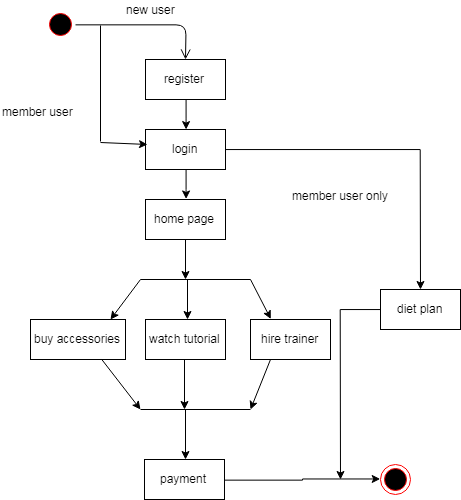 new user
register
member user
login
member user only
home page
diet plan
buy accessories
watch tutorial
hire trainer
payment